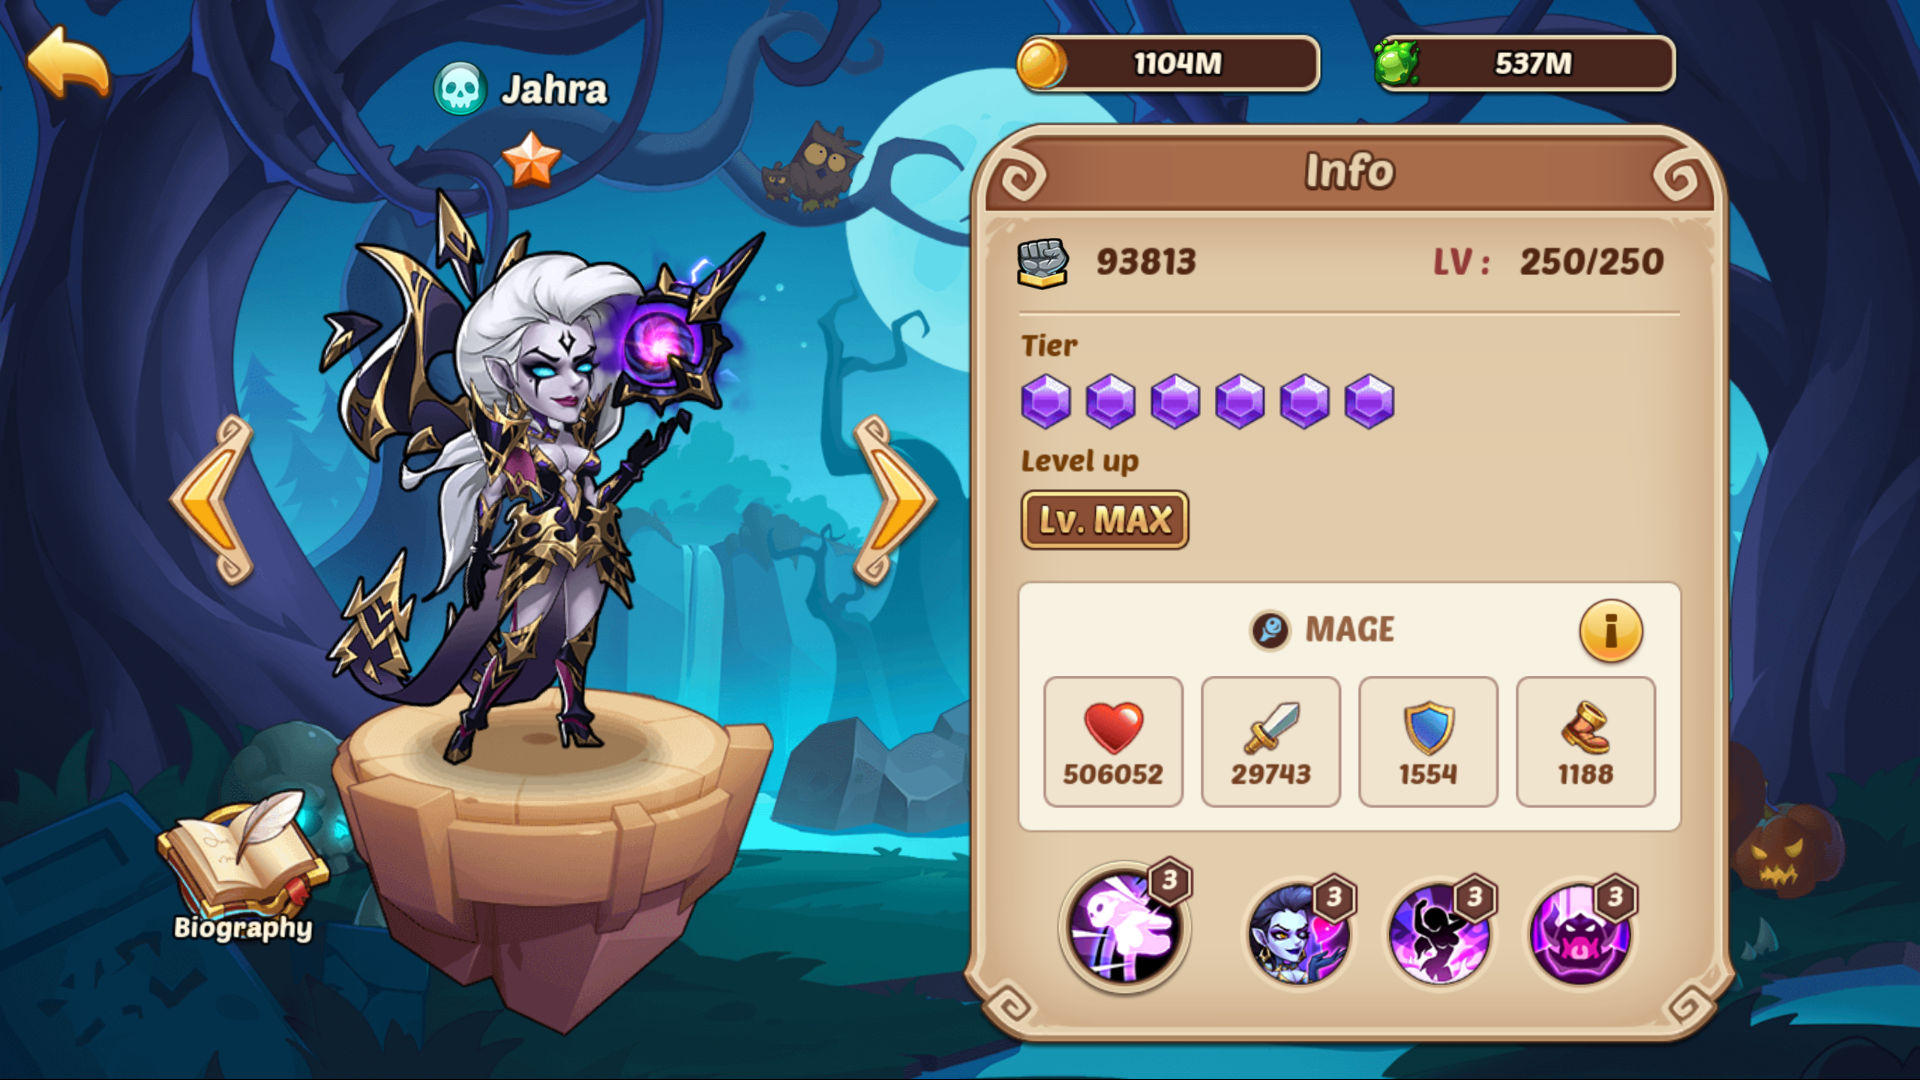 Jahra
1104M
537M
Info
93813
LV : 250/250
Tier
Level up
Lv. MAX
MAGE
506052
29743
1554
1188
3
3
3
3
Biography